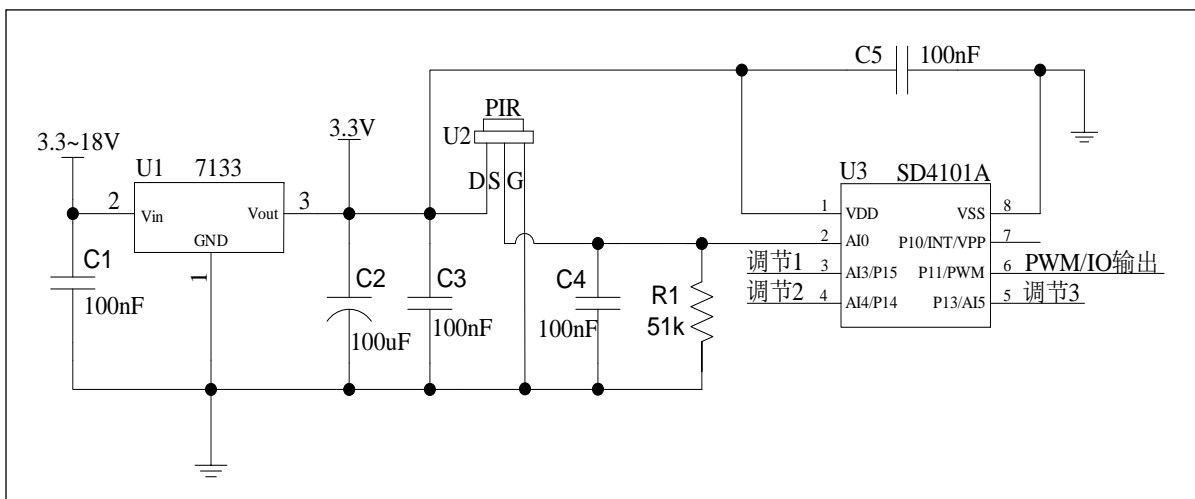 C5 100nF
PIR
U2
3.3V
3.3~18V
U1 7133
D S G
U3 SD4101A
2 Vin Vout 3
GND
1
1 VDD VSS 8
2 AI0 P10/INT/VPP 7
调节1 3 AI3/P15 P11/PWM 6 PWM/IO输出
调节2 4 AI4/P14 P13/AI5 5 调节3
C1
100nF
C2
100uF
C3
100nF
C4
100nF
R1
51k